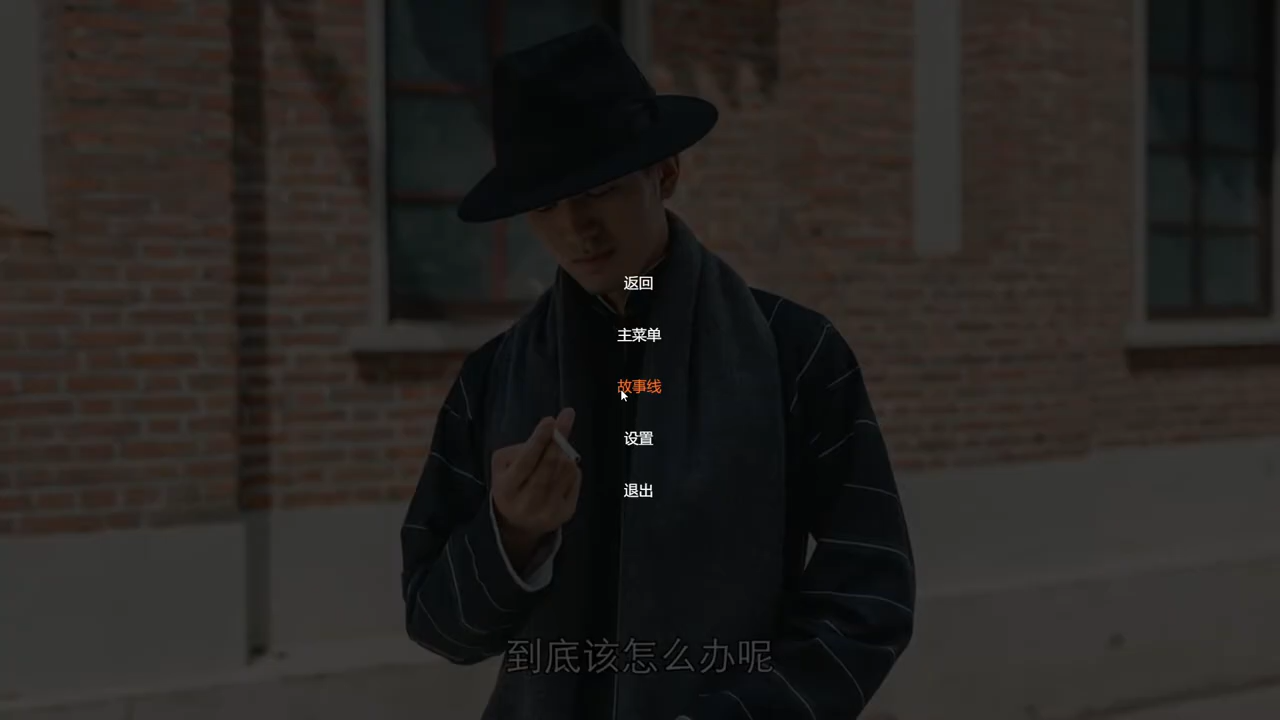 返回
主菜单
故事线
设置
退出
到底该怎么办呢